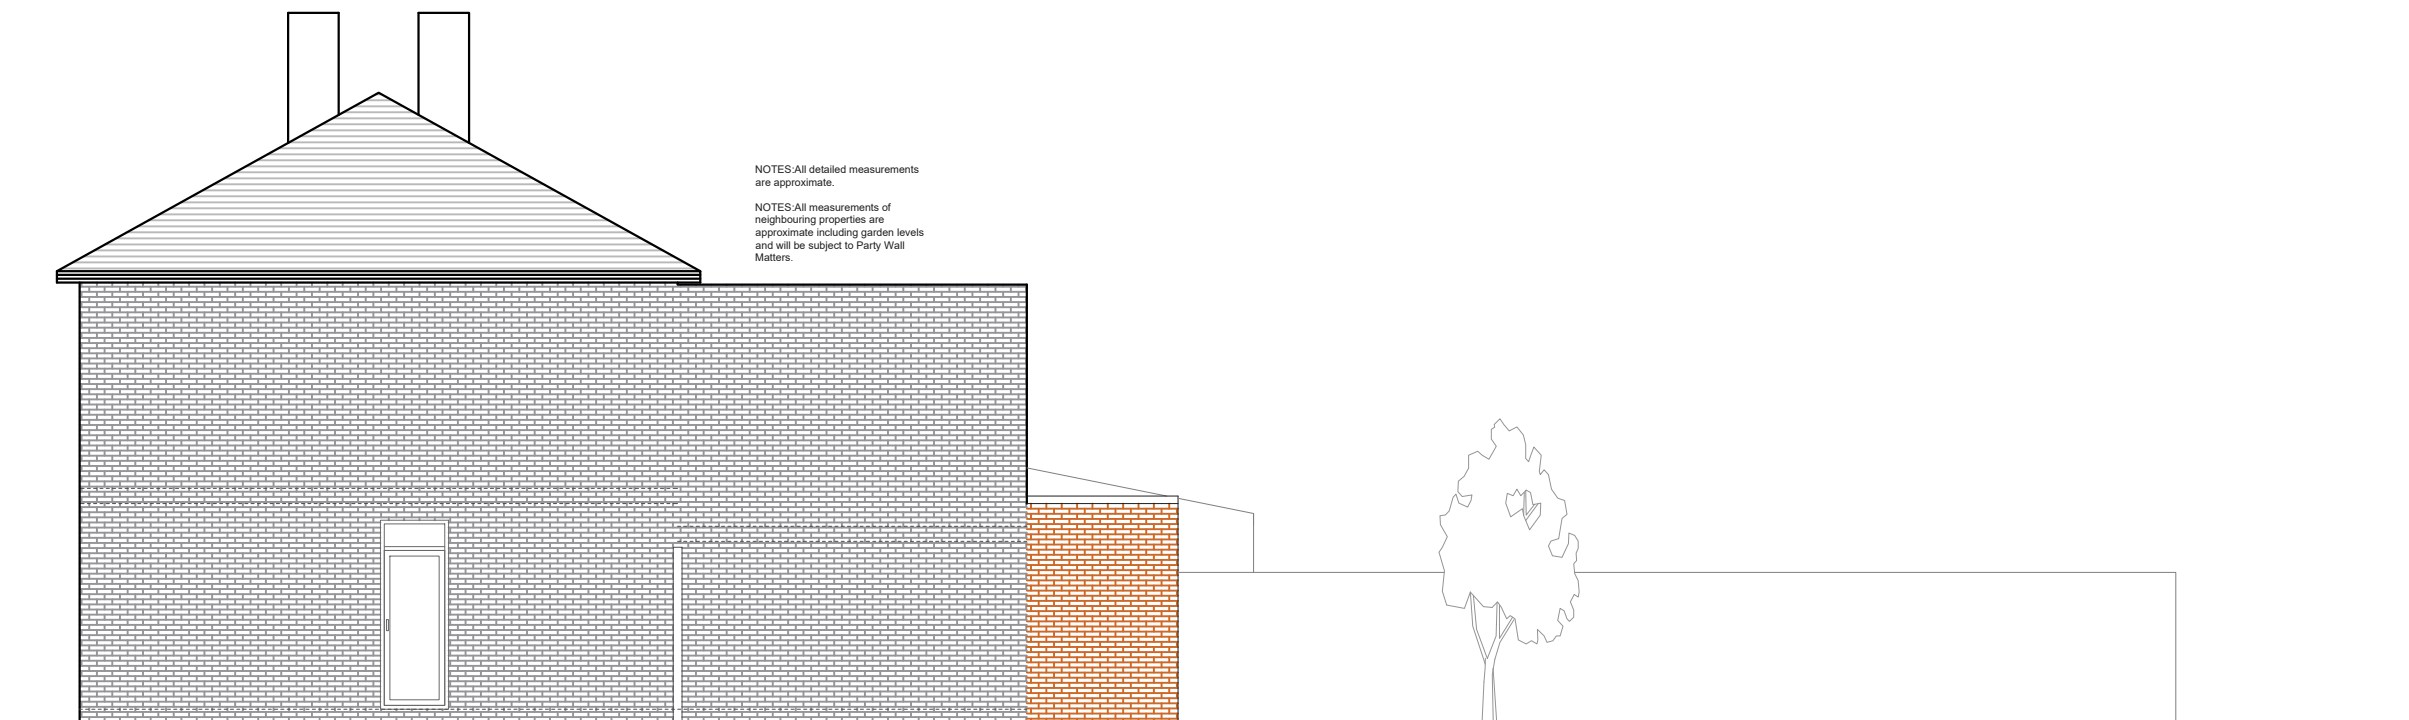 NOTES:All detailed measurements
are approximate.
NOTES:All measurements of
neighbouring properties are
approximate including garden levels
and will be subject to Party Wall
Matters.